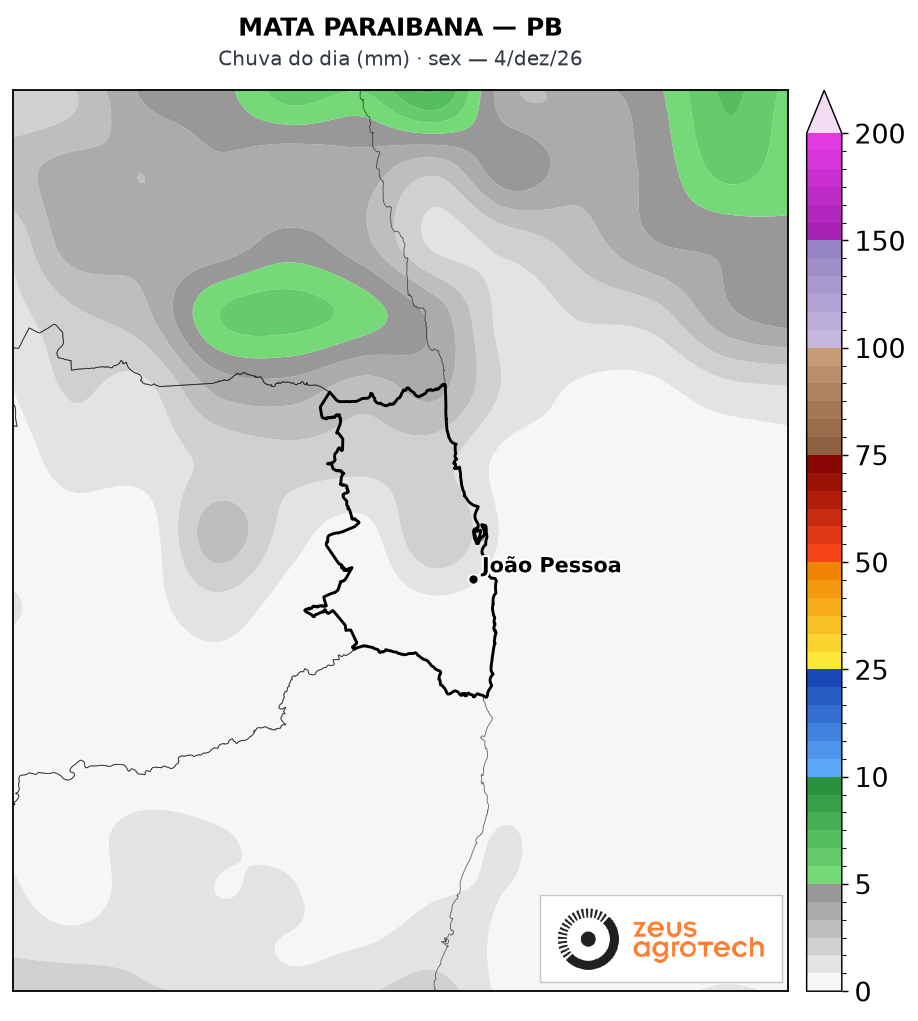 MATA PARAIBANA — PB
Chuva do dia (mm) · sex — 4/dez/26
200
150
100
75
50
25
10
5
0
João Pessoa
zeus
agrotech